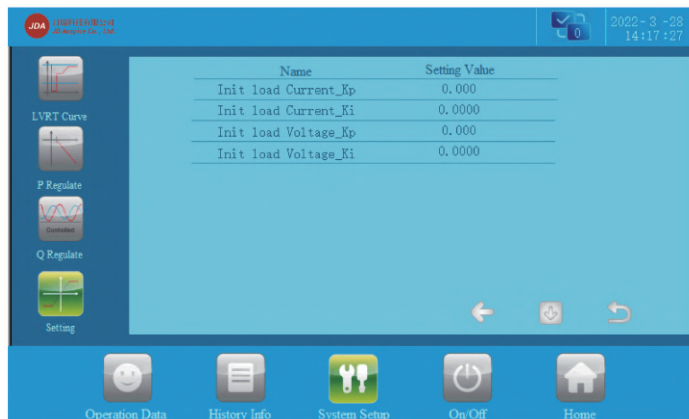 JDA
0
2022-3-28
14:17:27
LVRT Curve
P Regulate
Controlled
Q Regulate
Setting
Name Setting Value
Init load Current_Kp 0.000
Init load Current_Ki 0.0000
Init load Voltage_Kp 0.000
Init load Voltage_Ki 0.0000
Operation Data History Info System Setup On/Off Home